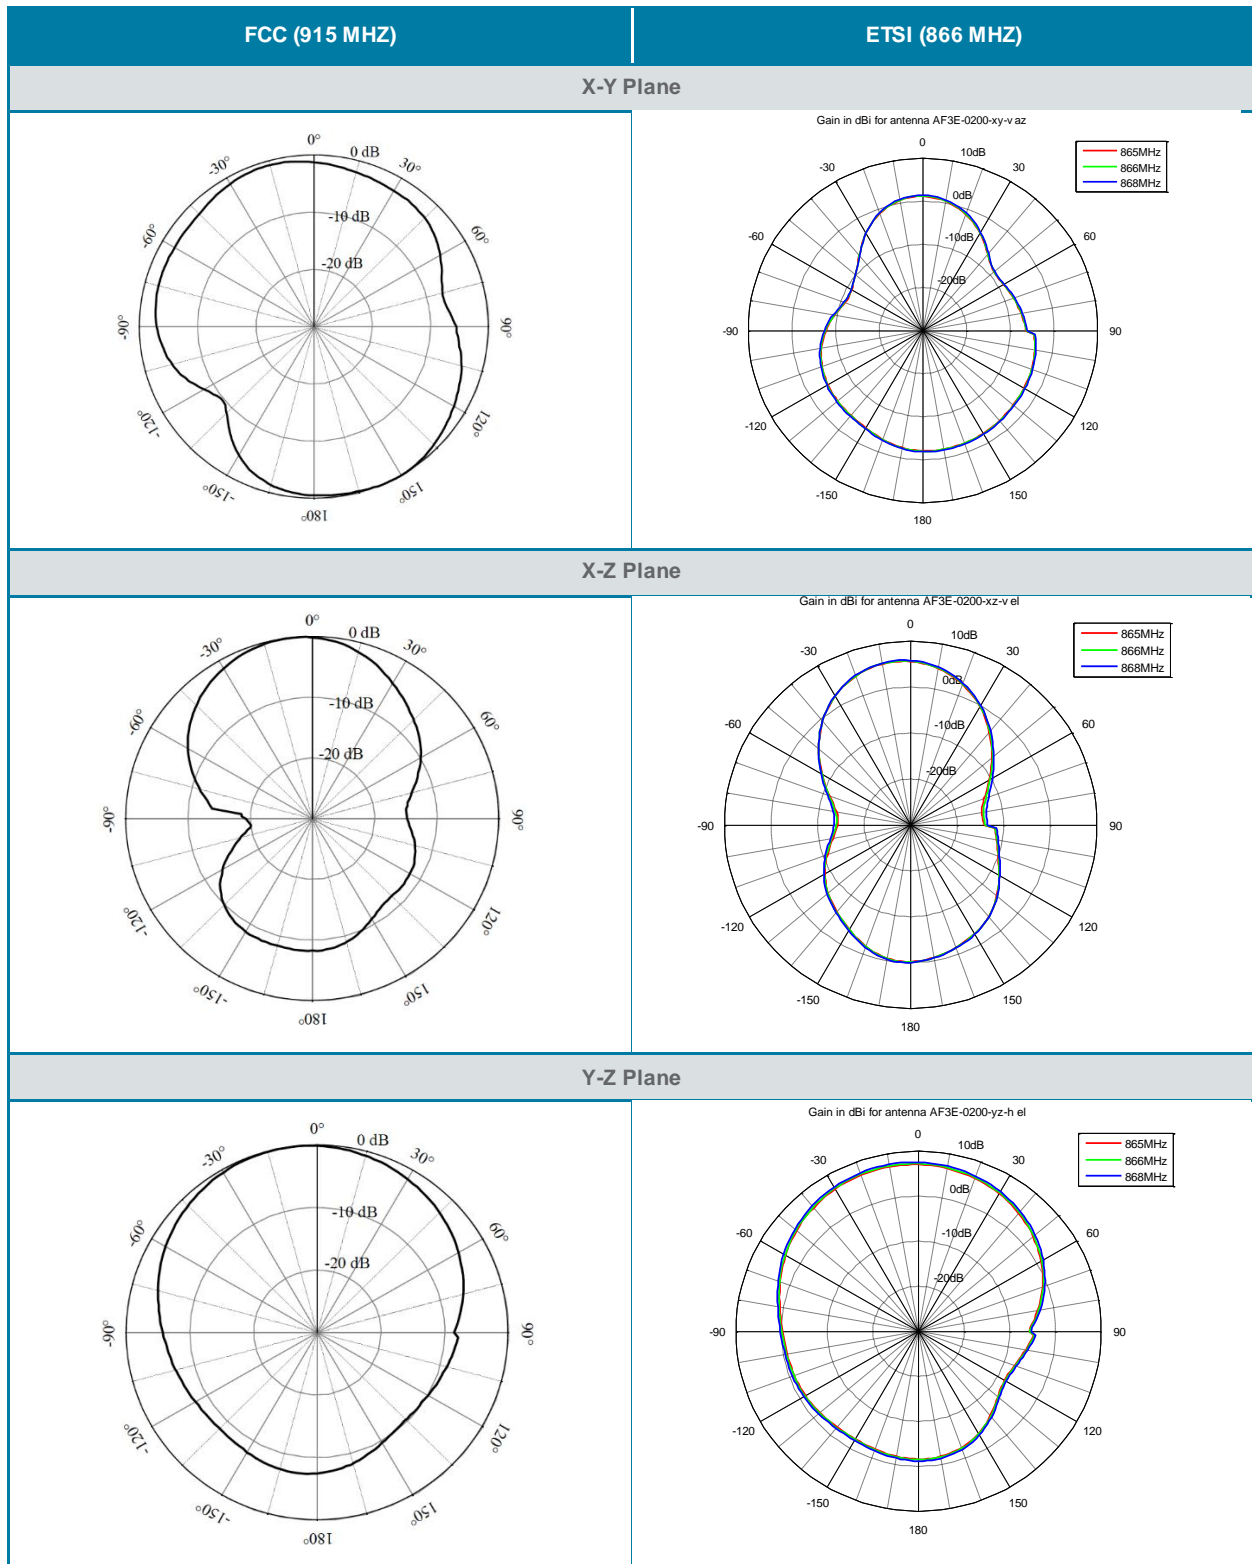 FCC (915 MHZ)
ETSI (866 MHZ)
X-Y Plane
0°
0 dB
30°
60°
90°
120°
150°
180°
-150°
-120°
-90°
-60°
-30°
-10 dB
-20 dB
Gain in dBi for antenna AF3E-0200-xy-v az
0
10dB
30
60
90
120
150
180
-150
-120
-90
-60
-30
0dB
-10dB
-20dB
865MHz
866MHz
868MHz
X-Z Plane
0°
0 dB
30°
60°
90°
120°
150°
180°
-150°
-120°
-90°
-60°
-30°
-10 dB
-20 dB
Gain in dBi for antenna AF3E-0200-xz-v el
0
10dB
30
60
90
120
150
180
-150
-120
-90
-60
-30
0dB
-10dB
-20dB
865MHz
866MHz
868MHz
Y-Z Plane
0°
0 dB
30°
60°
90°
120°
150°
180°
-150°
-120°
-90°
-60°
-30°
-10 dB
-20 dB
Gain in dBi for antenna AF3E-0200-yz-h el
0
10dB
30
60
90
120
150
180
-150
-120
-90
-60
-30
0dB
-10dB
-20dB
865MHz
866MHz
868MHz